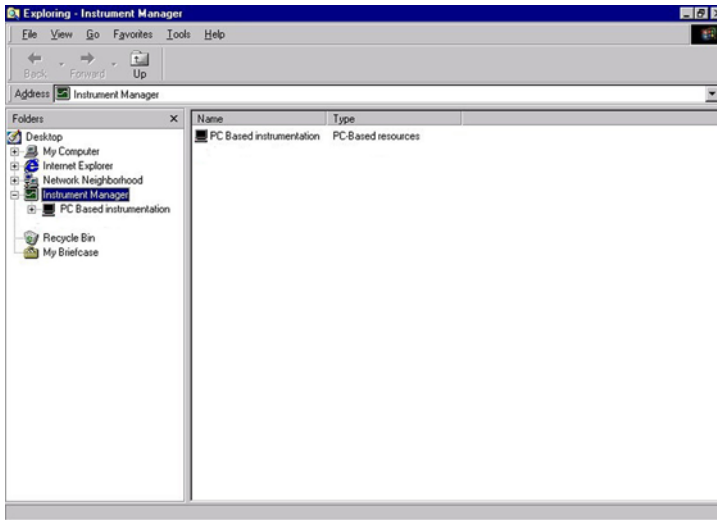 Exploring - Instrument Manager
File View Go Favorites Tools Help
Back Forward Up
Address Instrument Manager
Folders
Name Type
Desktop
My Computer
Internet Explorer
Network Neighborhood
Instrument Manager
PC Based instrumentation
Recycle Bin
My Briefcase
PC Based instrumentation PC-Based resources